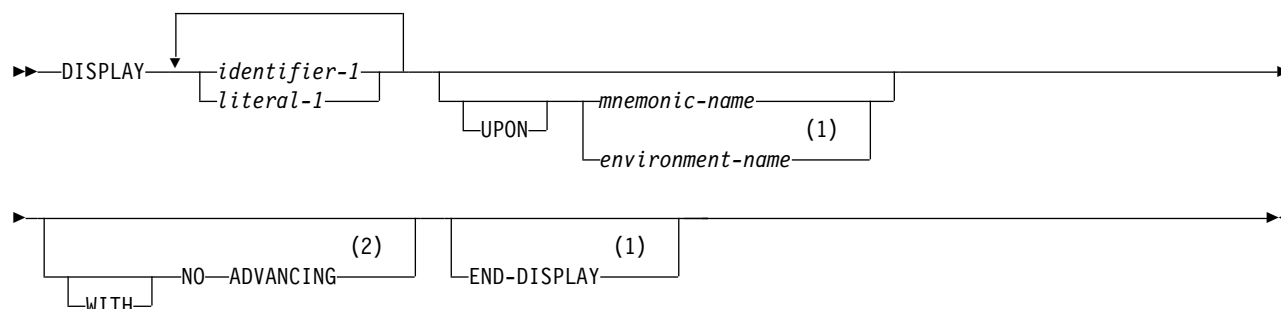 DISPLAY identifier-1
literal-1
UPON mnemonic-name
(1)
environment-name
(2)
WITH NO ADVANCING
(1)
END-DISPLAY